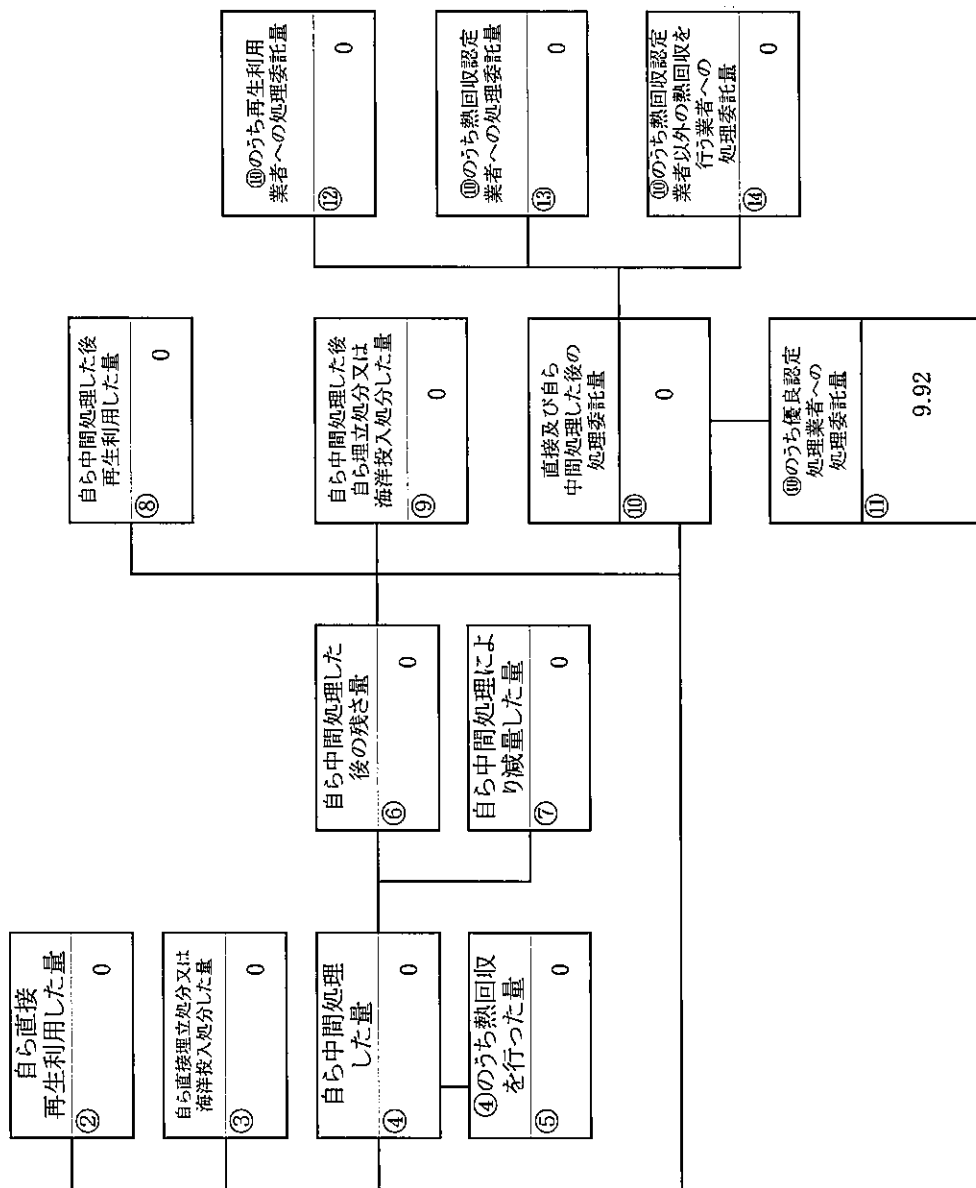 自ら直接
再生利用した量
②
0
自ら直接埋立処分又は
海洋投入処分した量
③
0
自ら中間処理
した量
④
0
④のうち熱回収
を行った量
⑤
0
自ら中間処理した
後の残さ量
⑥
0
自ら中間処理によ
り減量した量
⑦
0
自ら中間処理した後
再生利用した量
⑧
0
自ら中間処理した後
自ら埋立処分又は
海洋投入処分した量
⑨
0
直接及び自ら
中間処理した後の
処理委託量
⑩
0
⑩のうち優良認定
処理業者への
処理委託量
⑪
9.92
⑩のうち再生利用
業者への処理委託量
⑫
0
⑩のうち熱回収認定
業者への処理委託量
⑬
0
⑩のうち熱回収認定
業者以外の熱回収を
行う業者への
処理委託量
⑭
0